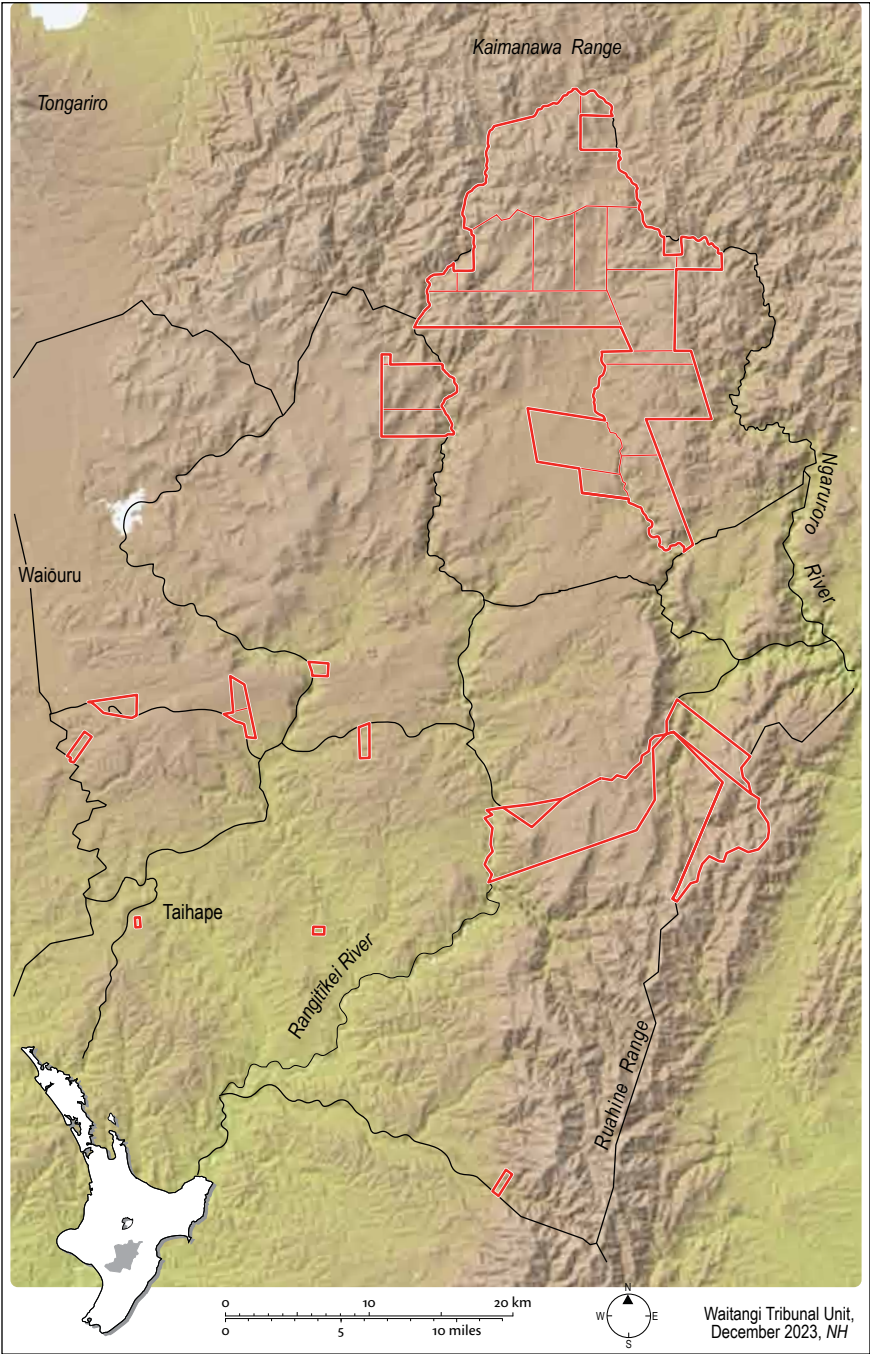 Kaimanawa Range
Tongariro
Ngaruroro
River
Waiōuru
Taihape
Rangitīkei River
Ruahine Range
0 10 20 km
0 5 10 miles
N
W E
S
Waitangi Tribunal Unit,
December 2023, NH